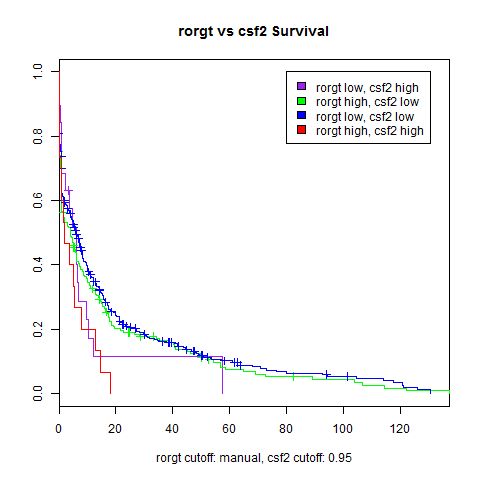 rorgt vs csf2 Survival
rorgt low, csf2 high
rorgt high, csf2 low
rorgt low, csf2 low
rorgt high, csf2 high
1.0
0.8
0.6
0.4
0.2
0.0
0 20 40 60 80 100 120
rorgt cutoff: manual, csf2 cutoff: 0.95